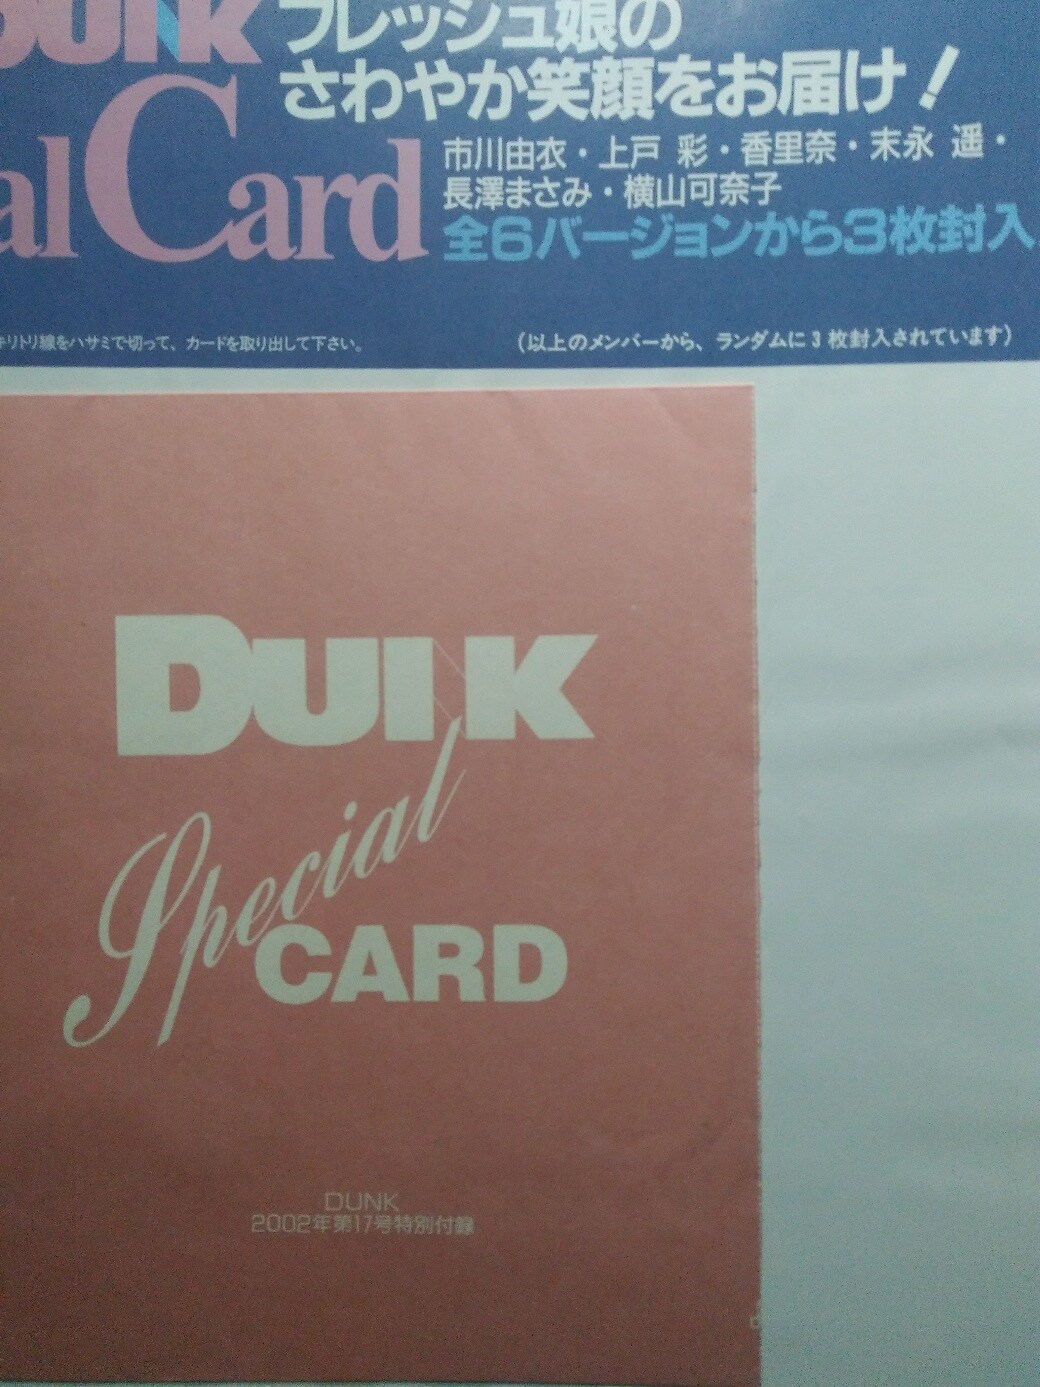 DUNK
フレッシュ娘の
さわやか笑顔をお届け！
al Card
市川由衣・上戸 彩・香里奈・末永 遥・
長澤まさみ・横山可奈子
全6バージョンから3枚封入
キリトリ線をハサミで切って、カードを取り出して下さい。
(以上のメンバーから、ランダムに3枚封入されています)
DUNK
Special
CARD
DUNK
2002年第17号特別付録